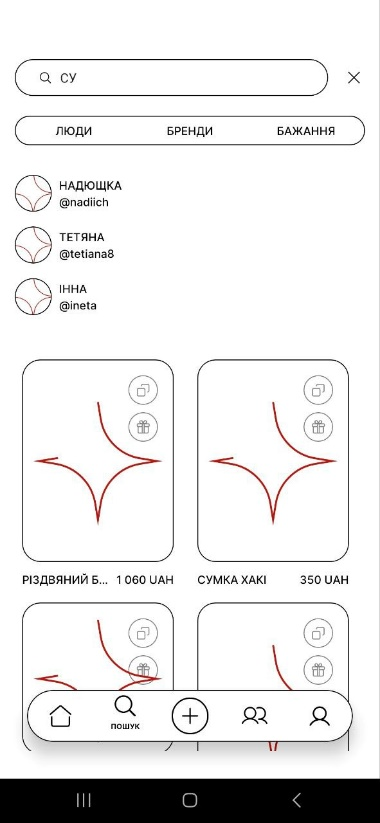 СУ
ЛЮДИ БРЕНДИ БАЖАННЯ
НАДЮЩКА
@nadiich
ТЕТЯНА
@tetiana8
ІННА
@ineta
РІЗДВЯНИЙ Б... 1 060 UAH
СУМКА ХАКІ 350 UAH
ПОШУК